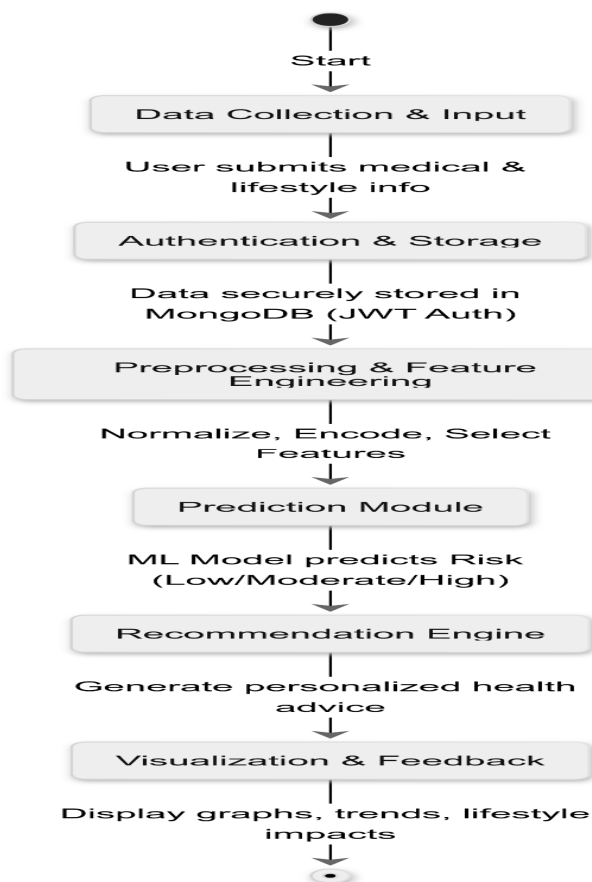 Start
Data Collection & Input
User submits medical &
lifestyle info
Authentication & Storage
Data securely stored in
MongoDB (JWT Auth)
Preprocessing & Feature
Engineering
Normalize, Encode, Select
Features
Prediction Module
ML Model predicts Risk
(Low/Moderate/High)
Recommendation Engine
Generate personalized health
advice
Visualization & Feedback
Display graphs, trends, lifestyle
impacts